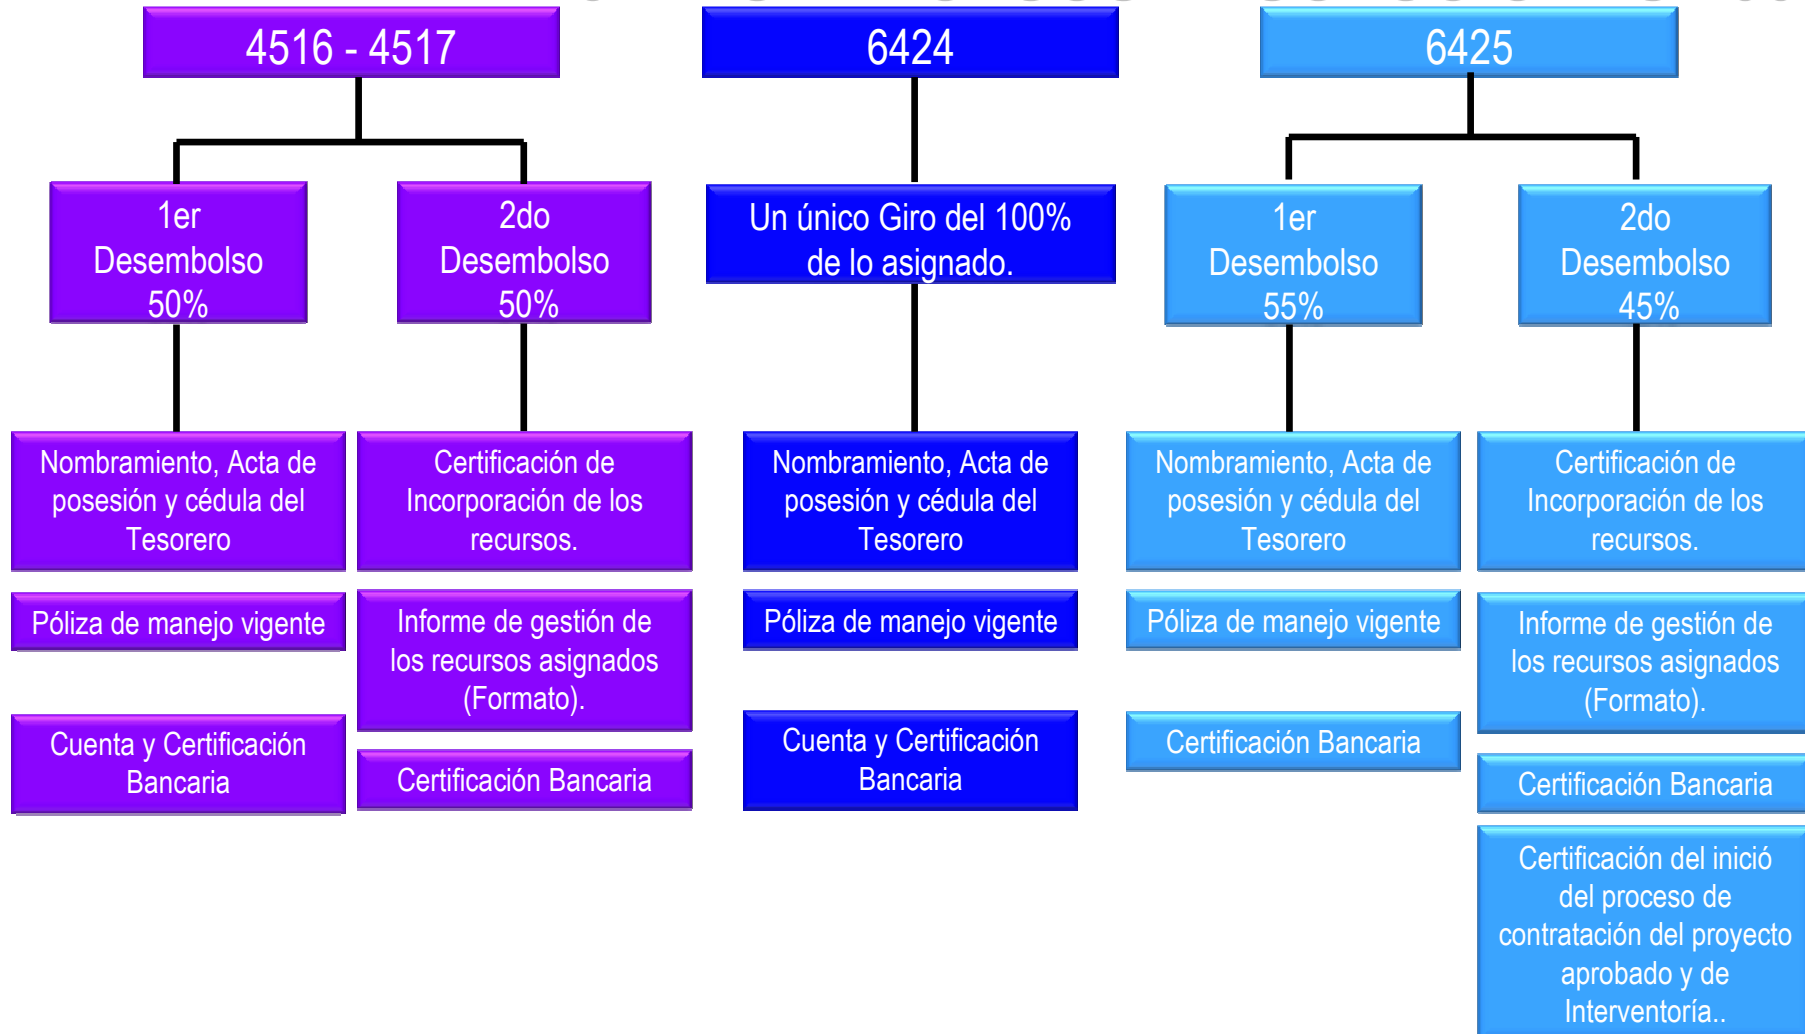 4516 - 4517
1er
Desembolso
50%
2do
Desembolso
50%
Nombramiento, Acta de
posesión y cédula del
Tesorero
Póliza de manejo vigente
Cuenta y Certificación
Bancaria
Certificación de
Incorporación de los
recursos.
Informe de gestión de
los recursos asignados
(Formato).
Certificación Bancaria
6424
Un único Giro del 100%
de lo asignado.
Nombramiento, Acta de
posesión y cédula del
Tesorero
Póliza de manejo vigente
Cuenta y Certificación
Bancaria
6425
1er
Desembolso
55%
2do
Desembolso
45%
Nombramiento, Acta de
posesión y cédula del
Tesorero
Póliza de manejo vigente
Certificación Bancaria
Certificación de
Incorporación de los
recursos.
Informe de gestión de
los recursos asignados
(Formato).
Certificación Bancaria
Certificación del inició
del proceso de
contratación del proyecto
aprobado y de
Interventoría..